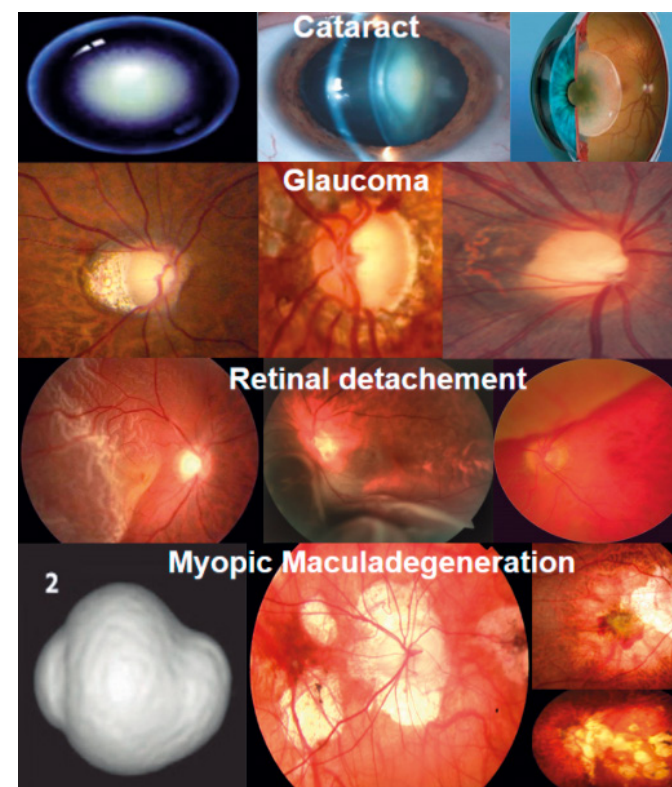 Cataract
Glaucoma
Retinal detachement
Myopic Maculadegeneration
2